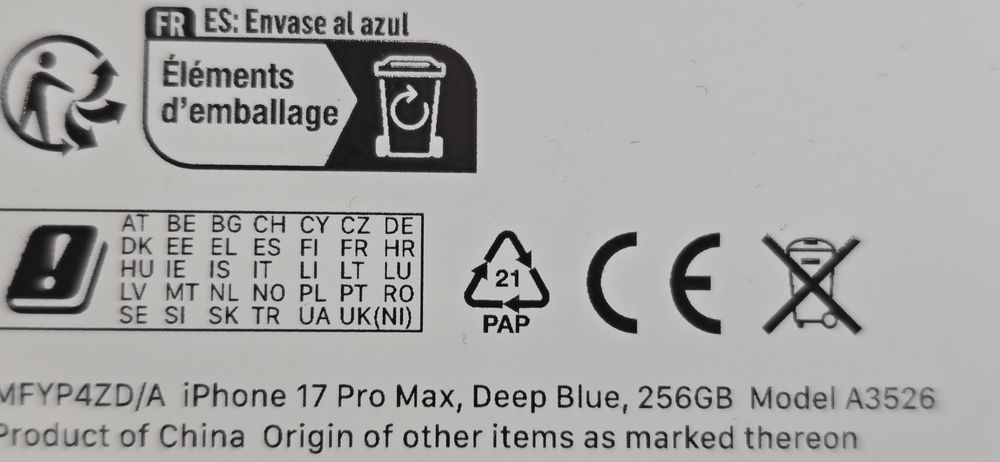 FR ES: Envase al azul
Éléments
d'emballage
AT BE BG CH CY CZ DE
DK EE EL ES FI FR HR
HU IE IS IT LI LT LU
LV MT NL NO PL PT RO
SE SI SK TR UA UK(NI)
21
PAP
CE
MFYP4ZD/A iPhone 17 Pro Max, Deep Blue, 256GB Model A3526
Product of China Origin of other items as marked thereon